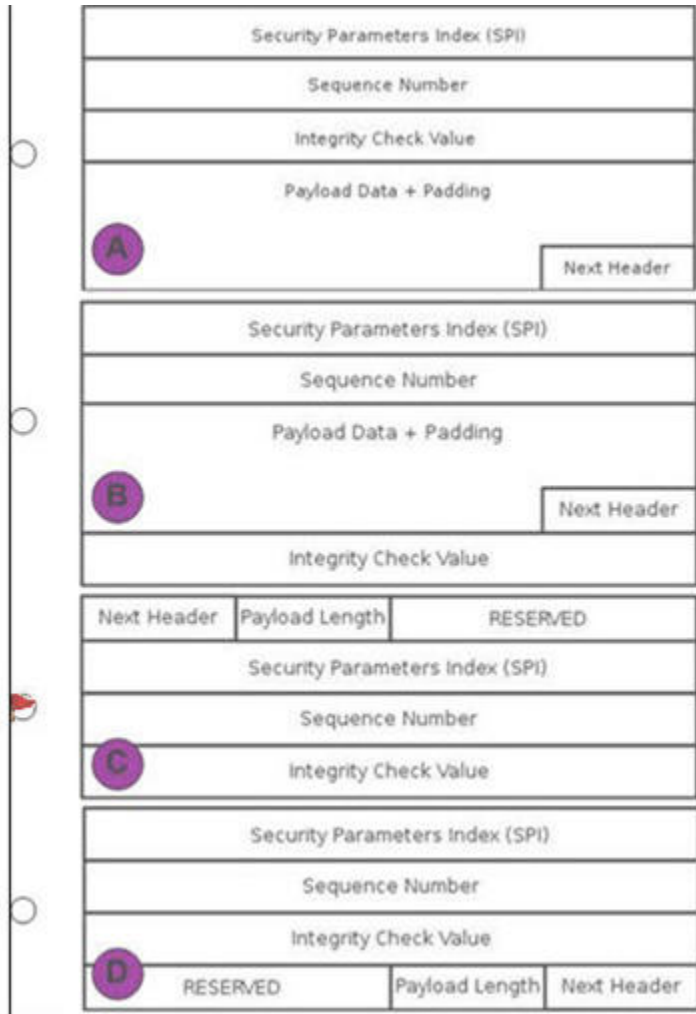 Security Parameters Index (SPI)
Sequence Number
Integrity Check Value
Payload Data + Padding
A
Next Header
Security Parameters Index (SPI)
Sequence Number
Payload Data + Padding
B
Next Header
Integrity Check Value
Next Header Payload Length RESERVED
Security Parameters Index (SPI)
Sequence Number
C
Integrity Check Value
Security Parameters Index (SPI)
Sequence Number
Integrity Check Value
D
RESERVED Payload Length Next Header